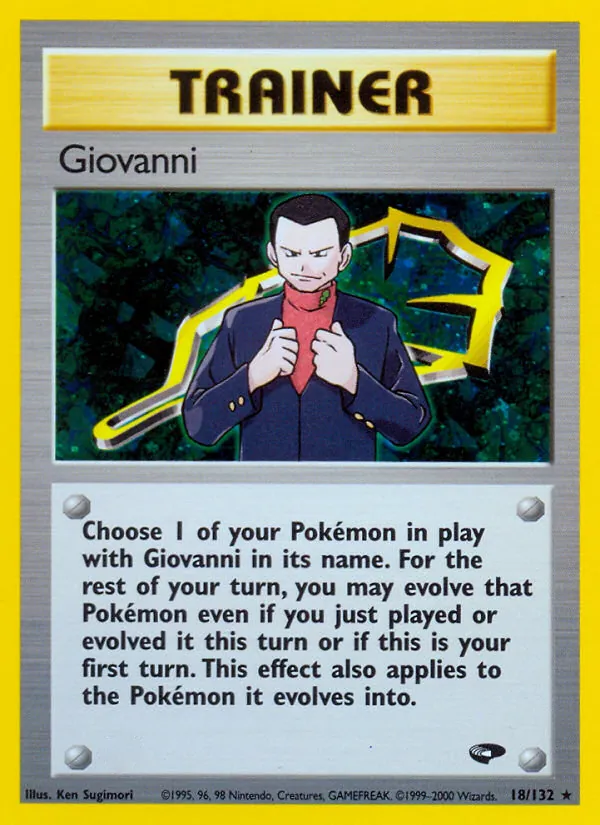 TRAINER
Giovanni
Choose 1 of your Pokémon in play
with Giovanni in its name. For the
rest of your turn, you may evolve that
Pokémon even if you just played or
evolved it this turn or if this is your
first turn. This effect also applies to
the Pokémon it evolves into.
Illus. Ken Sugimori ©1995, 96, 98 Nintendo, Creatures, GAMEFREAK. ©1999-2000 Wizards. 18/132 ★